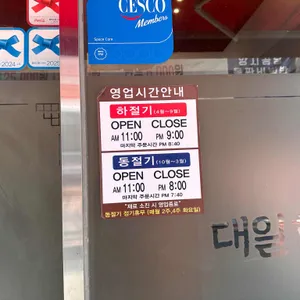 CESCO
Members
2024
영업시간안내
하절기 (4월~9월)
OPEN CLOSE
AM 11:00 PM 9:00
마지막 주문시간 PM 8:40
동절기 (10월~3월)
OPEN CLOSE
AM 11:00 PM 8:00
마지막 주문시간 PM 7:40
"재료 소진 시 영업종료"
동절기 정기휴무 (매월 2주,4주 화요일)